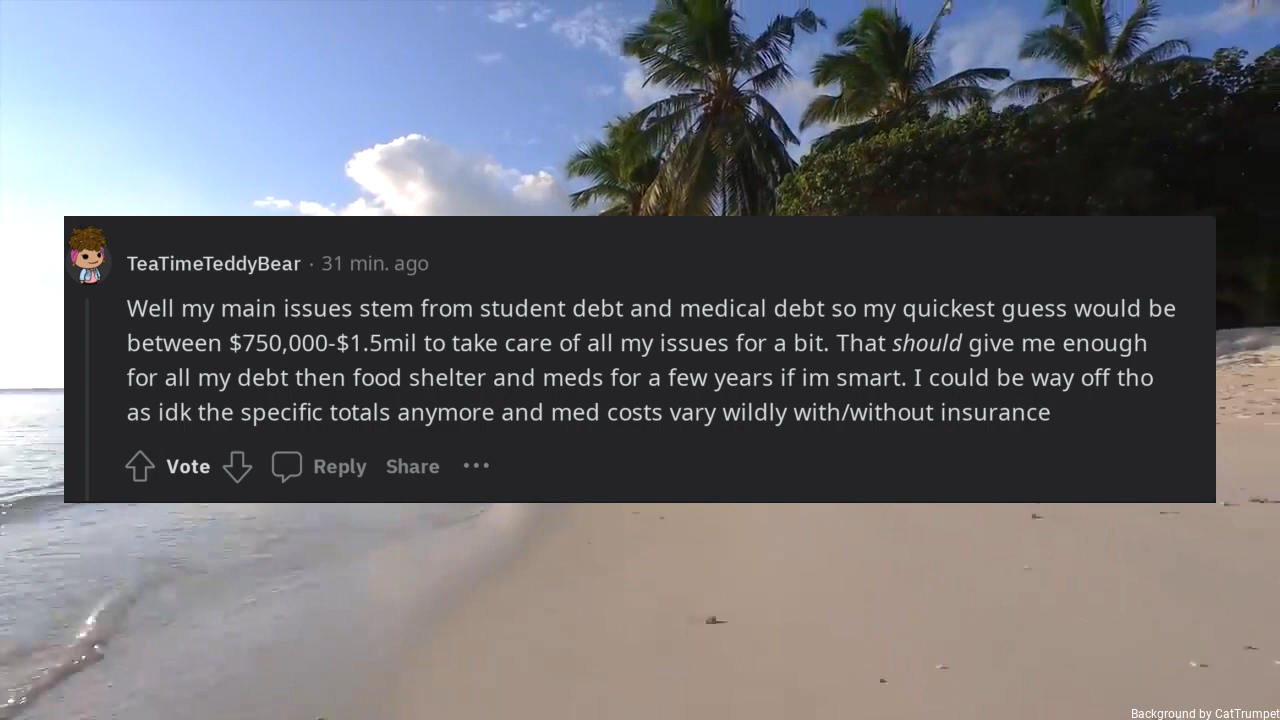 TeaTimeTeddyBear · 31 min. ago
Well my main issues stem from student debt and medical debt so my quickest guess would be
between $750,000-$1.5mil to take care of all my issues for a bit. That should give me enough
for all my debt then food shelter and meds for a few years if im smart. I could be way off tho
as idk the specific totals anymore and med costs vary wildly with/without insurance
Vote Reply Share ···
Background by CatTrumpet